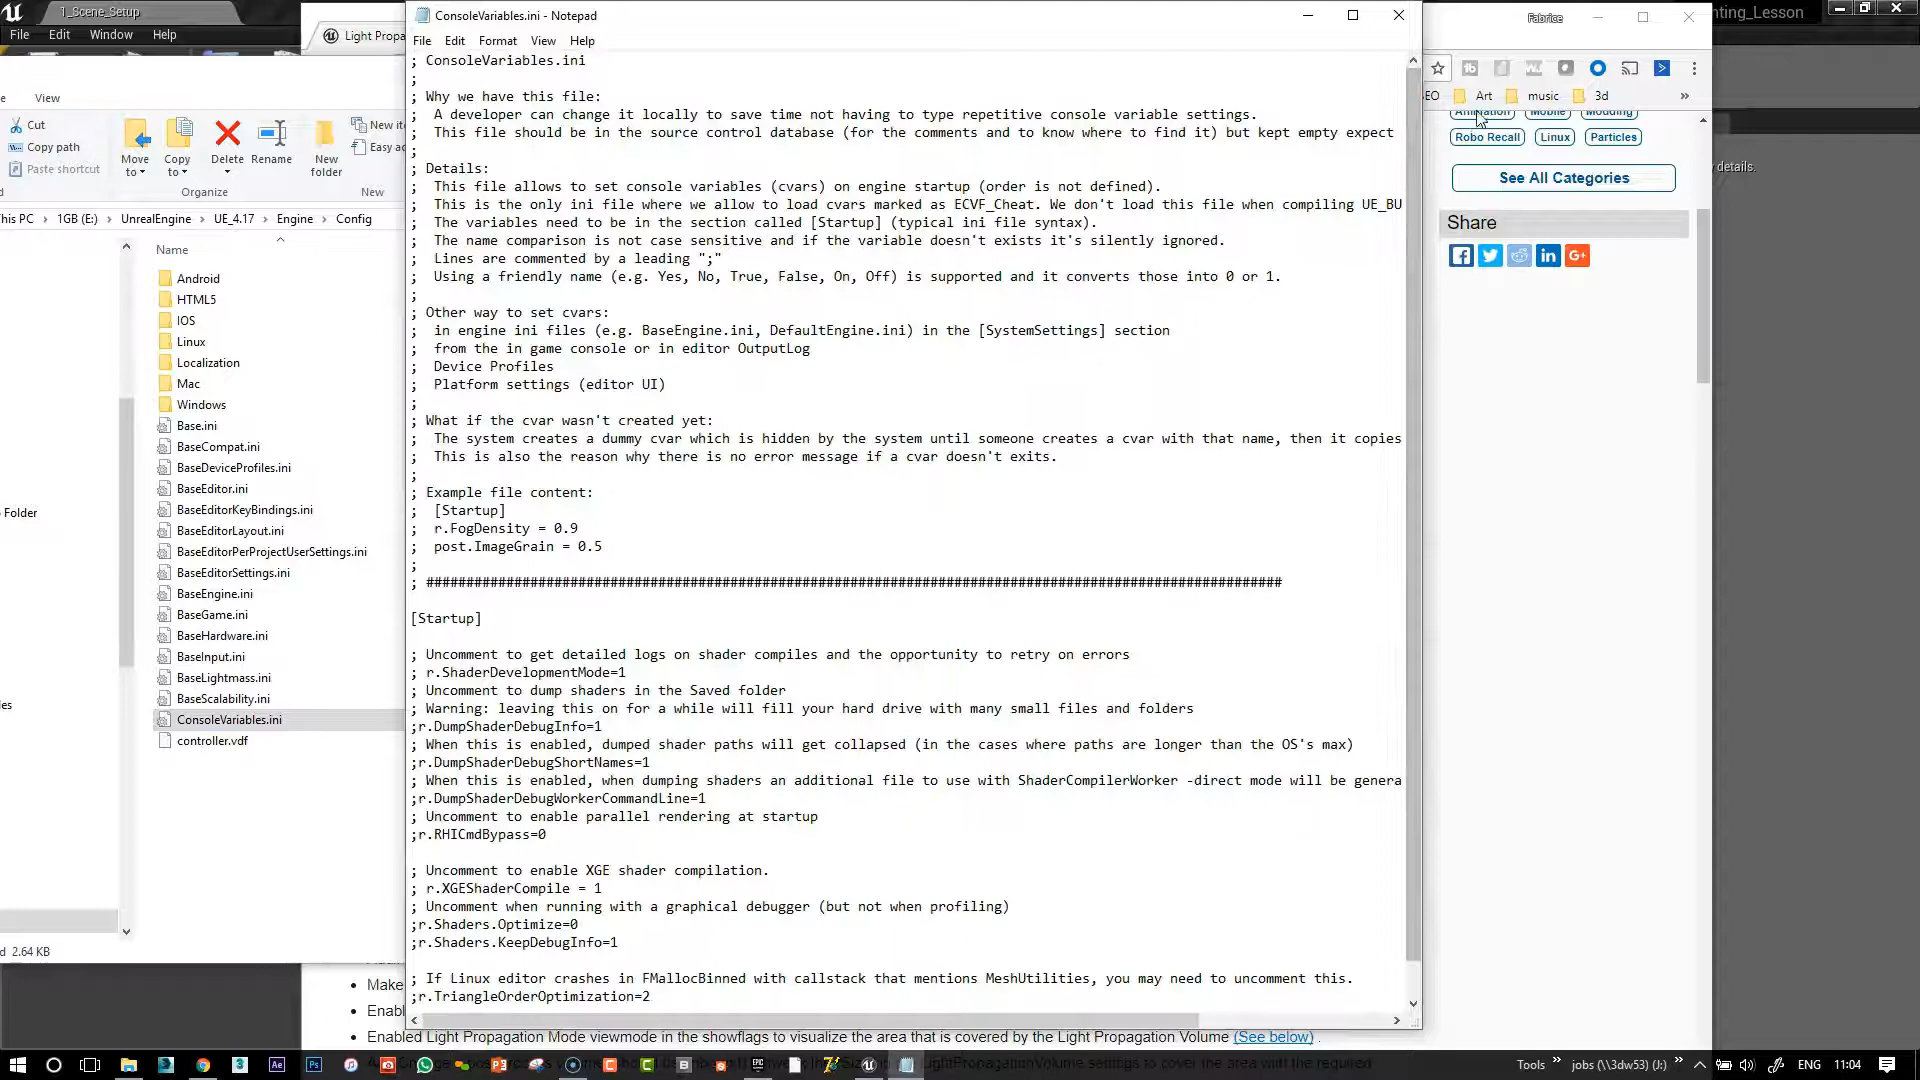 1_Scene_Setup
File Edit Window Help
Light Propa
ConsoleVariables.ini - Notepad
Fabrice
nting_Lesson
File Edit Format View Help
View
Cut
Copy path
Paste shortcut
Move to
Copy to
Delete
Rename
New folder
New ite
Easy ac
Organize
New
EO Art music 3d
Animation Mobile Modding
Robo Recall Linux Particles
See All Categories
y details.
Share
his PC > 1GB (E:) > UnrealEngine > UE_4.17 > Engine > Config
Name
Android
HTML5
IOS
Linux
Localization
Mac
Windows
Base.ini
BaseCompat.ini
BaseDeviceProfiles.ini
BaseEditor.ini
BaseEditorKeyBindings.ini
BaseEditorLayout.ini
BaseEditorPerProjectUserSettings.ini
BaseEditorSettings.ini
BaseEngine.ini
BaseGame.ini
BaseHardware.ini
BaseInput.ini
BaseLightmass.ini
BaseScalability.ini
ConsoleVariables.ini
controller.vdf
o Folder
les
d 2.64 KB
; ConsoleVariables.ini
;
; Why we have this file:
;  A developer can change it locally to save time not having to type repetitive console variable settings.
;  This file should be in the source control database (for the comments and to know where to find it) but kept empty expect
;
; Details:
;  This file allows to set console variables (cvars) on engine startup (order is not defined).
;  This is the only ini file where we allow to load cvars marked as ECVF_Cheat. We don't load this file when compiling UE_BU
;  The variables need to be in the section called [Startup] (typical ini file syntax).
;  The name comparison is not case sensitive and if the variable doesn't exists it's silently ignored.
;  Lines are commented by a leading ";"
;  Using a friendly name (e.g. Yes, No, True, False, On, Off) is supported and it converts those into 0 or 1.
;
; Other way to set cvars:
;  in engine ini files (e.g. BaseEngine.ini, DefaultEngine.ini) in the [SystemSettings] section
;  from the in game console or in editor OutputLog
;  Device Profiles
;  Platform settings (editor UI)
;
; What if the cvar wasn't created yet:
;  The system creates a dummy cvar which is hidden by the system until someone creates a cvar with that name, then it copies
;  This is also the reason why there is no error message if a cvar doesn't exits.
;
; Example file content:
;  [Startup]
;  r.FogDensity = 0.9
;  post.ImageGrain = 0.5
;
; ###########################################################################################################
[Startup]
; Uncomment to get detailed logs on shader compiles and the opportunity to retry on errors
; r.ShaderDevelopmentMode=1
; Uncomment to dump shaders in the Saved folder
; Warning: leaving this on for a while will fill your hard drive with many small files and folders
;r.DumpShaderDebugInfo=1
; When this is enabled, dumped shader paths will get collapsed (in the cases where paths are longer than the OS's max)
;r.DumpShaderDebugShortNames=1
; When this is enabled, when dumping shaders an additional file to use with ShaderCompilerWorker -direct mode will be genera
;r.DumpShaderDebugWorkerCommandLine=1
; Uncomment to enable parallel rendering at startup
;r.RHICmdBypass=0
; Uncomment to enable XGE shader compilation.
; r.XGEShaderCompile = 1
; Uncomment when running with a graphical debugger (but not when profiling)
;r.Shaders.Optimize=0
;r.Shaders.KeepDebugInfo=1
; If Linux editor crashes in FMallocBinned with callstack that mentions MeshUtilities, you may need to uncomment this.
;r.TriangleOrderOptimization=2
Make
Enabl
Enabled Light Propagation Mode viewmode in the showflags to visualize the area that is covered by the Light Propagation Volume (See below) .
LightPropagationVolume settings to cover the area with the required
Tools jobs (\\3dw53) (J:) ENG 11:04